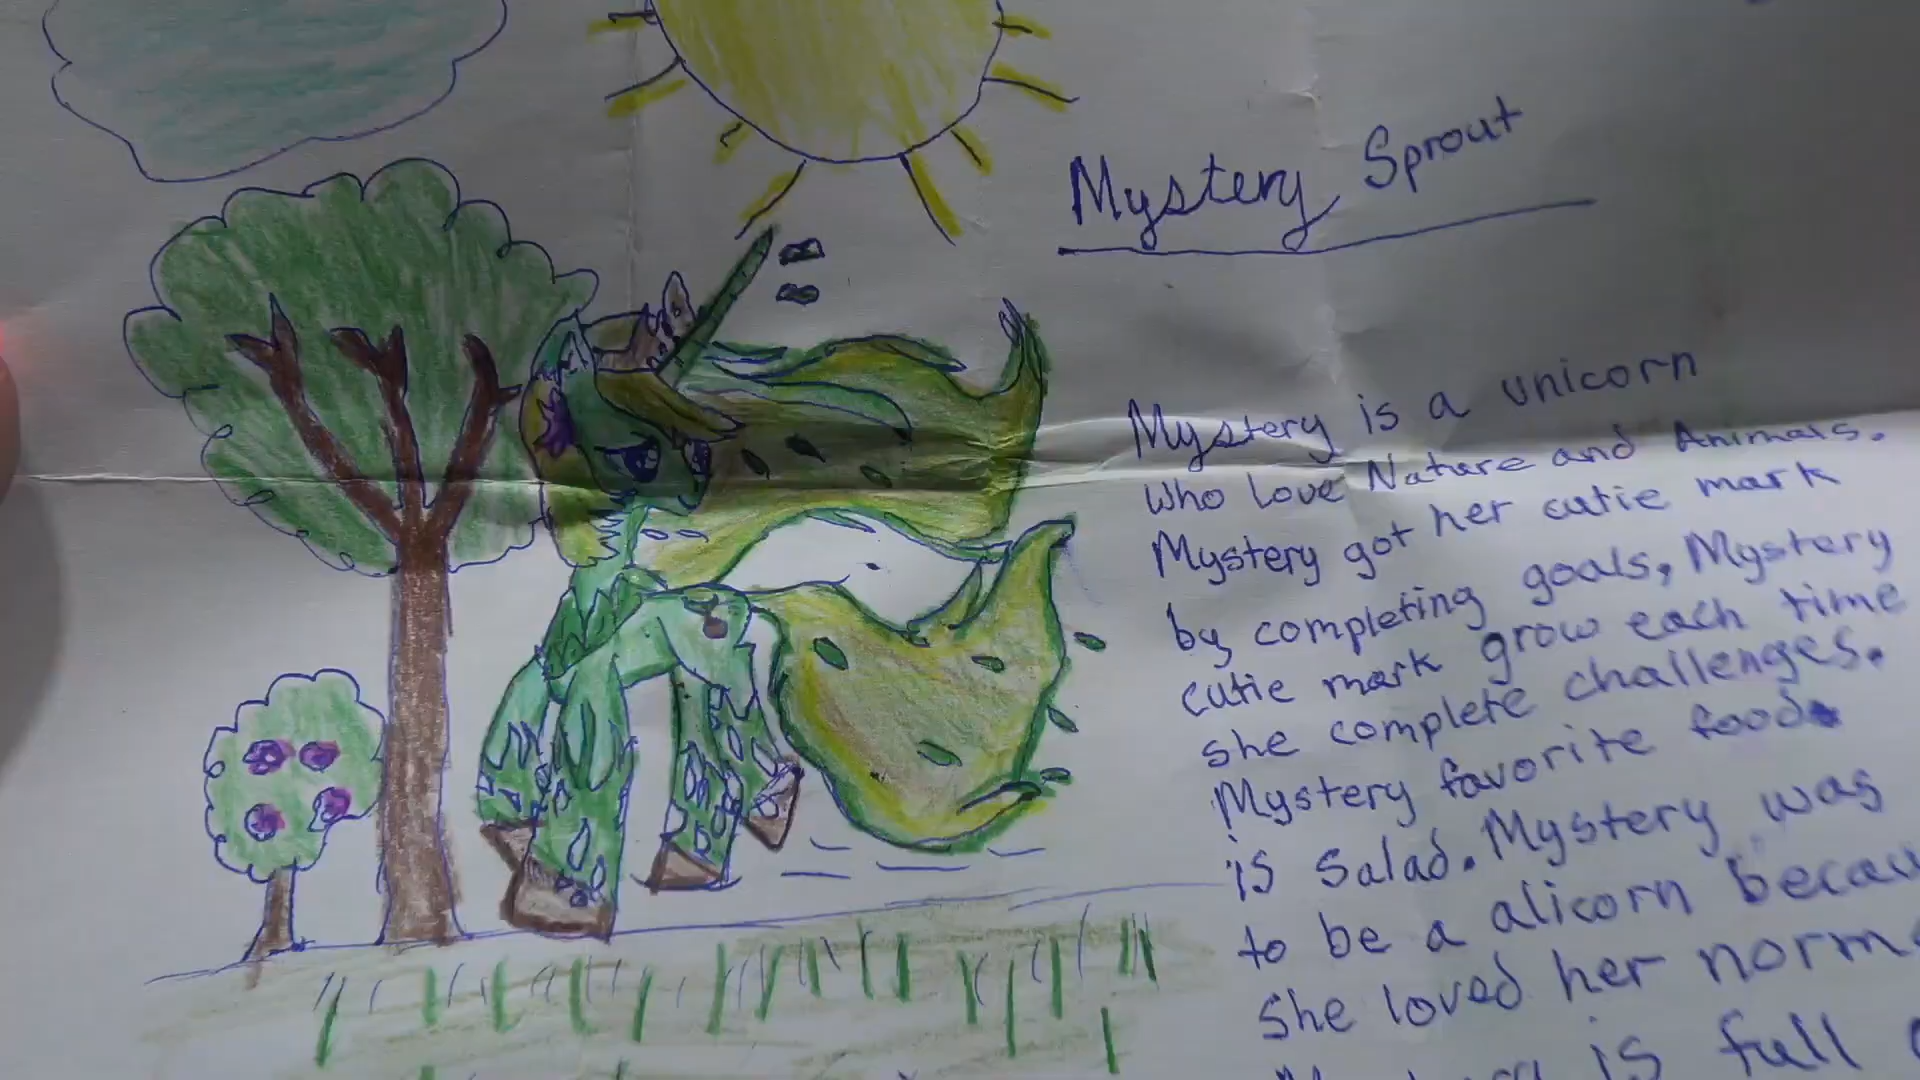 Mystery Sprout
Mystery is a unicorn
who love Nature and Animals.
Mystery got her cutie mark
by completing goals, Mystery
cutie mark grow each time
she complete challenges.
Mystery favorite food
is Salad. Mystery was
to be a alicorn
she loved her
is full